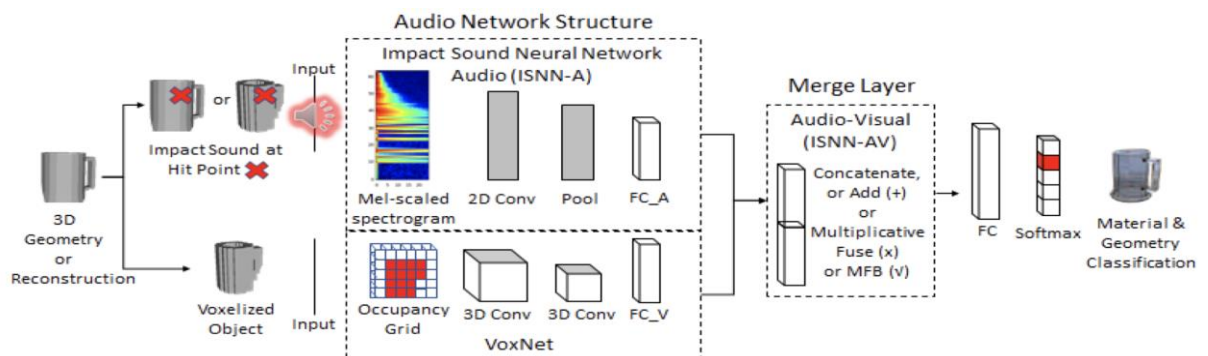 Audio Network Structure
Impact Sound Neural Network
Audio (ISNN-A)
Input
or
Impact Sound at
Hit Point
3D
Geometry
or
Reconstruction
Voxelized
Object
Input
Mel-scaled
spectrogram
2D Conv
Pool
FC_A
Occupancy
Grid
3D Conv
3D Conv
FC_V
VoxNet
Merge Layer
Audio-Visual
(ISNN-AV)
Concatenate,
or Add (+)
or
Multiplicative
Fuse (x)
or MFB (√)
FC
Softmax
Material &
Geometry
Classification